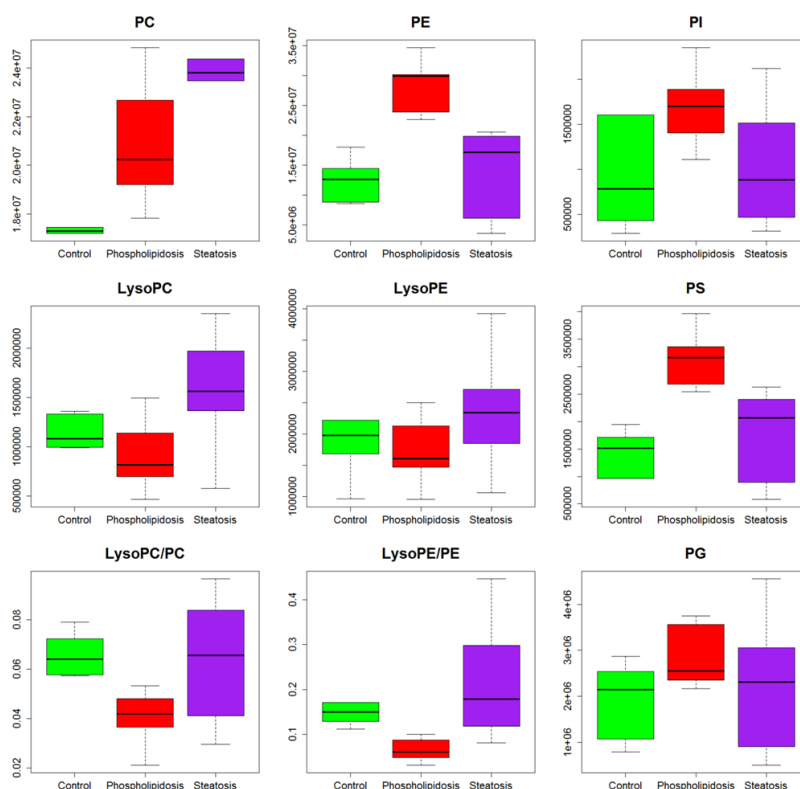 PC
PE
PI
2.4e+07
2.2e+07
2.0e+07
1.8e+07
Control Phospholipidosis Steatosis
3.5e+07
2.5e+07
1.5e+07
5.0e+06
Control Phospholipidosis Steatosis
1500000
500000
Control Phospholipidosis Steatosis
LysoPC
LysoPE
PS
2000000
1500000
1000000
500000
Control Phospholipidosis Steatosis
4000000
3000000
2000000
1000000
Control Phospholipidosis Steatosis
3500000
2500000
1500000
500000
Control Phospholipidosis Steatosis
LysoPC/PC
LysoPE/PE
PG
0.08
0.06
0.04
0.02
Control Phospholipidosis Steatosis
0.4
0.3
0.2
0.1
Control Phospholipidosis Steatosis
4e+06
3e+06
2e+06
1e+06
Control Phospholipidosis Steatosis